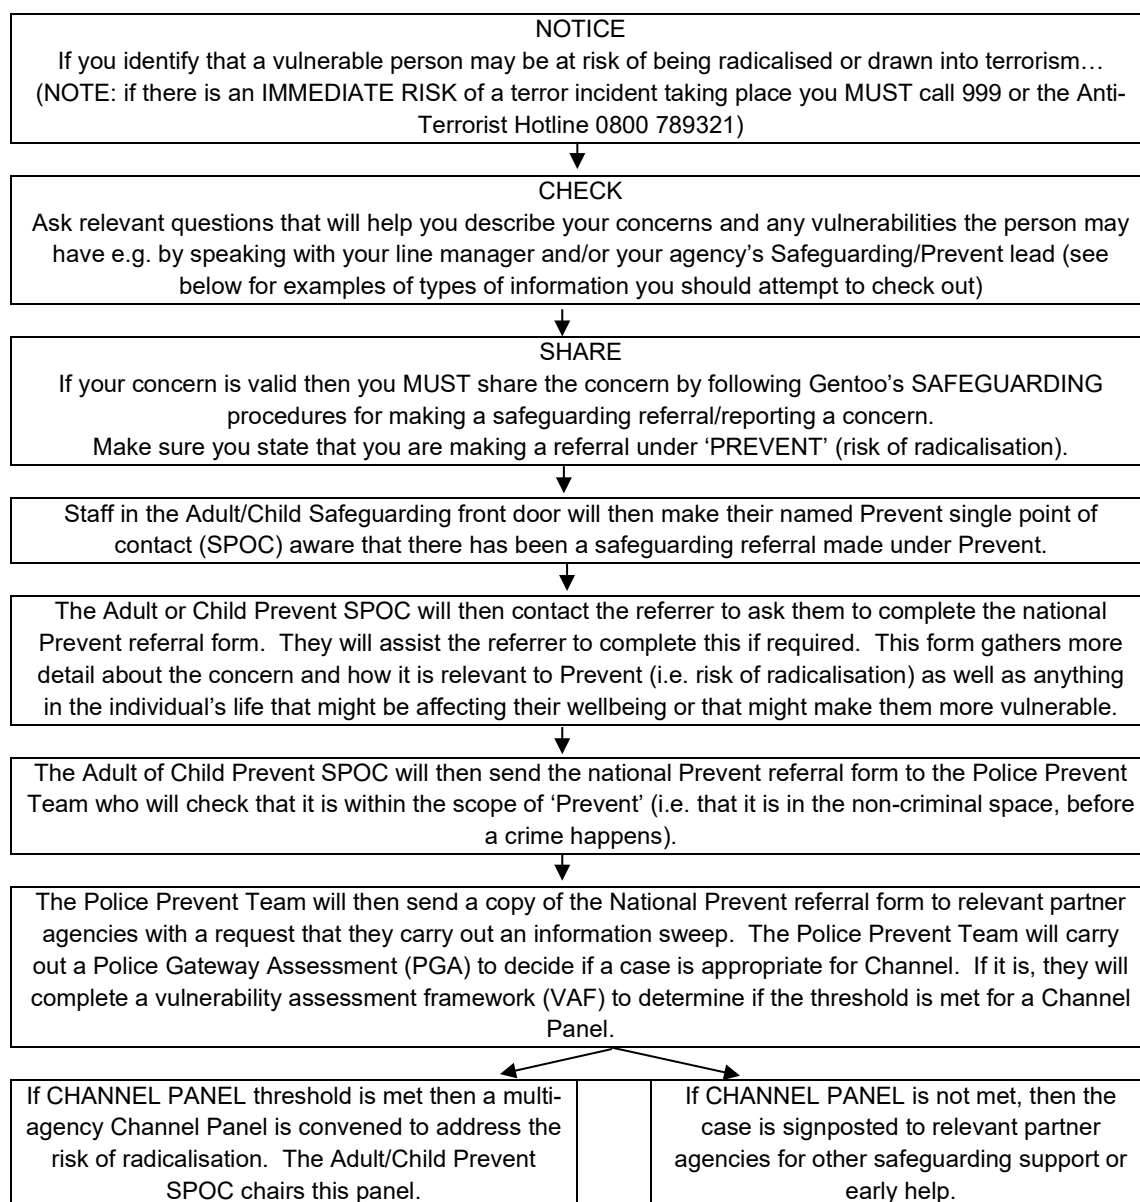 NOTICE
If you identify that a vulnerable person may be at risk of being radicalised or drawn into terrorism…
(NOTE: if there is an IMMEDIATE RISK of a terror incident taking place you MUST call 999 or the Anti-
Terrorist Hotline 0800 789321)
CHECK
Ask relevant questions that will help you describe your concerns and any vulnerabilities the person may
have e.g. by speaking with your line manager and/or your agency’s Safeguarding/Prevent lead (see
below for examples of types of information you should attempt to check out)
SHARE
If your concern is valid then you MUST share the concern by following Gentoo’s SAFEGUARDING
procedures for making a safeguarding referral/reporting a concern.
Make sure you state that you are making a referral under ‘PREVENT’ (risk of radicalisation).
Staff in the Adult/Child Safeguarding front door will then make their named Prevent single point of
contact (SPOC) aware that there has been a safeguarding referral made under Prevent.
The Adult or Child Prevent SPOC will then contact the referrer to ask them to complete the national
Prevent referral form. They will assist the referrer to complete this if required. This form gathers more
detail about the concern and how it is relevant to Prevent (i.e. risk of radicalisation) as well as anything
in the individual’s life that might be affecting their wellbeing or that might make them more vulnerable.
The Adult of Child Prevent SPOC will then send the national Prevent referral form to the Police Prevent
Team who will check that it is within the scope of ‘Prevent’ (i.e. that it is in the non-criminal space, before
a crime happens).
The Police Prevent Team will then send a copy of the National Prevent referral form to relevant partner
agencies with a request that they carry out an information sweep. The Police Prevent Team will carry
out a Police Gateway Assessment (PGA) to decide if a case is appropriate for Channel. If it is, they will
complete a vulnerability assessment framework (VAF) to determine if the threshold is met for a Channel
Panel.
If CHANNEL PANEL threshold is met then a multi-
agency Channel Panel is convened to address the
risk of radicalisation. The Adult/Child Prevent
SPOC chairs this panel.
If CHANNEL PANEL is not met, then the
case is signposted to relevant partner
agencies for other safeguarding support or
early help.